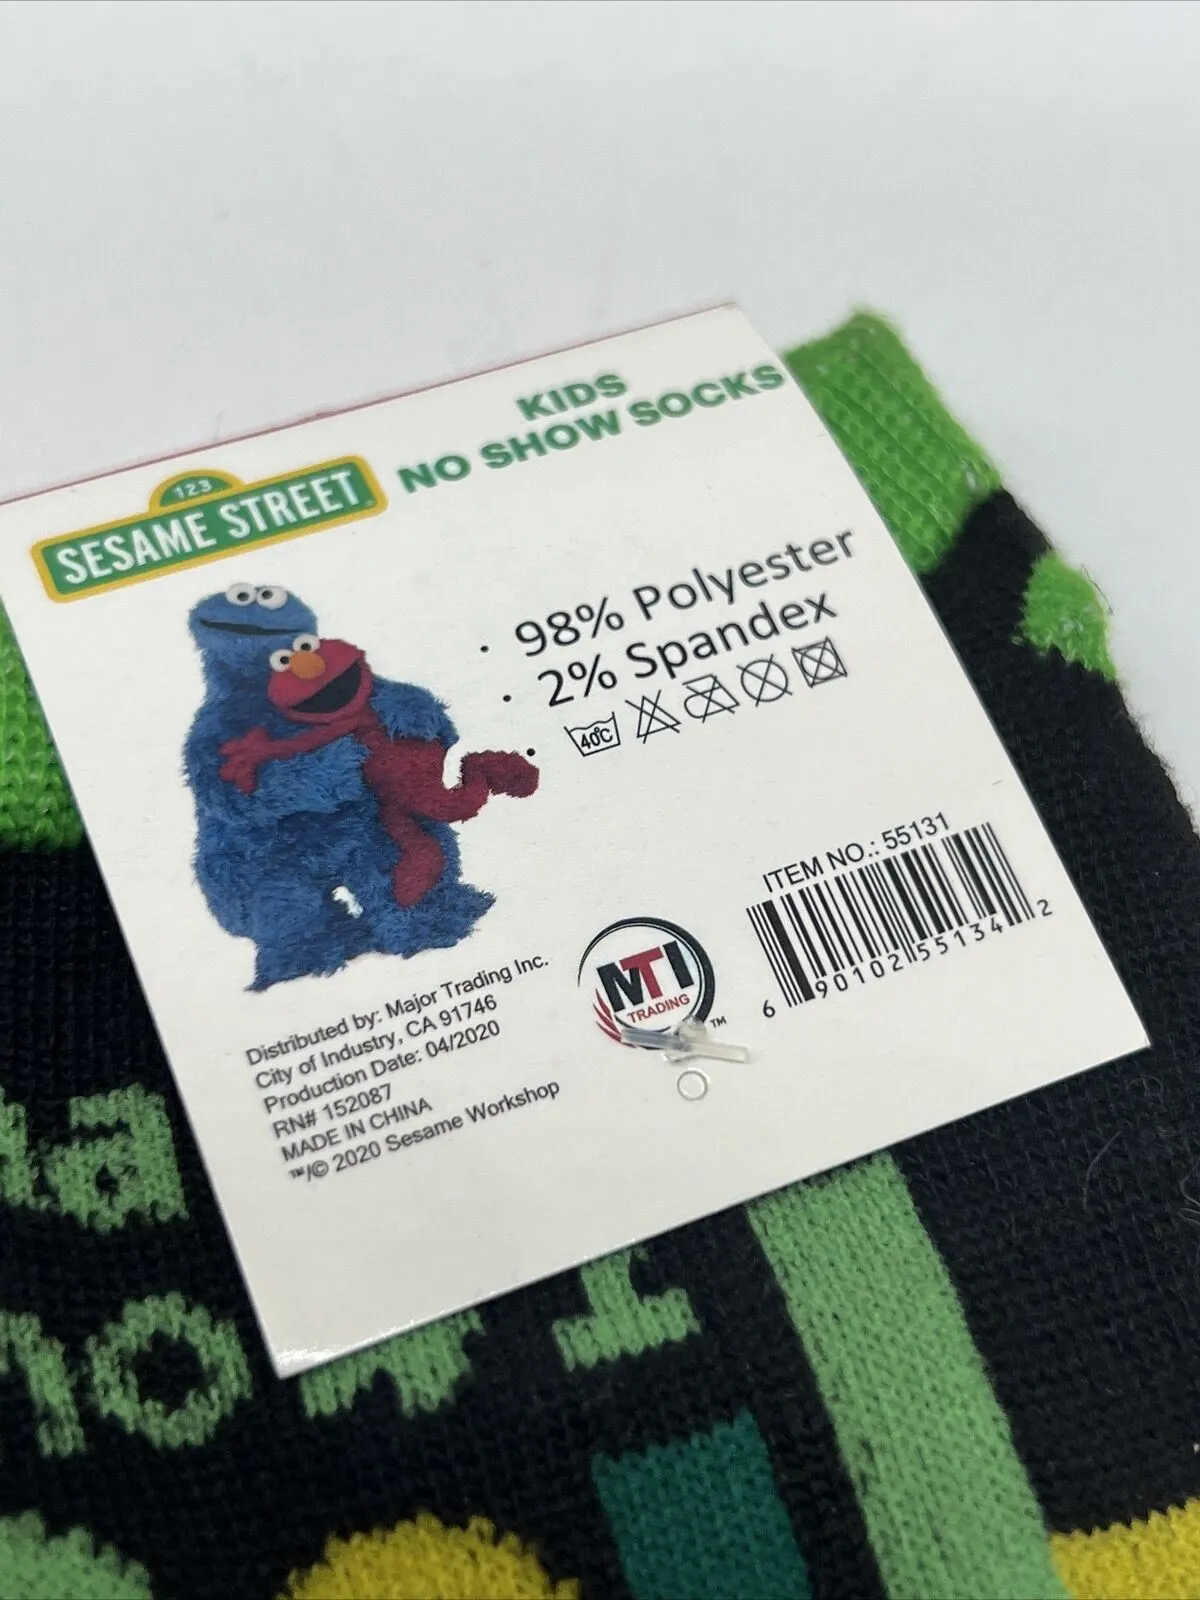 KIDS
NO SHOW SOCKS
123
SESAME STREET
· 98% Polyester
· 2% Spandex
40°C
ITEM NO.: 55131
6 90102 55134 2
MTI
TRADING
™
Distributed by: Major Trading Inc.
City of Industry, CA 91746
Production Date: 04/2020
RN# 152087
MADE IN CHINA
™/© 2020 Sesame Workshop